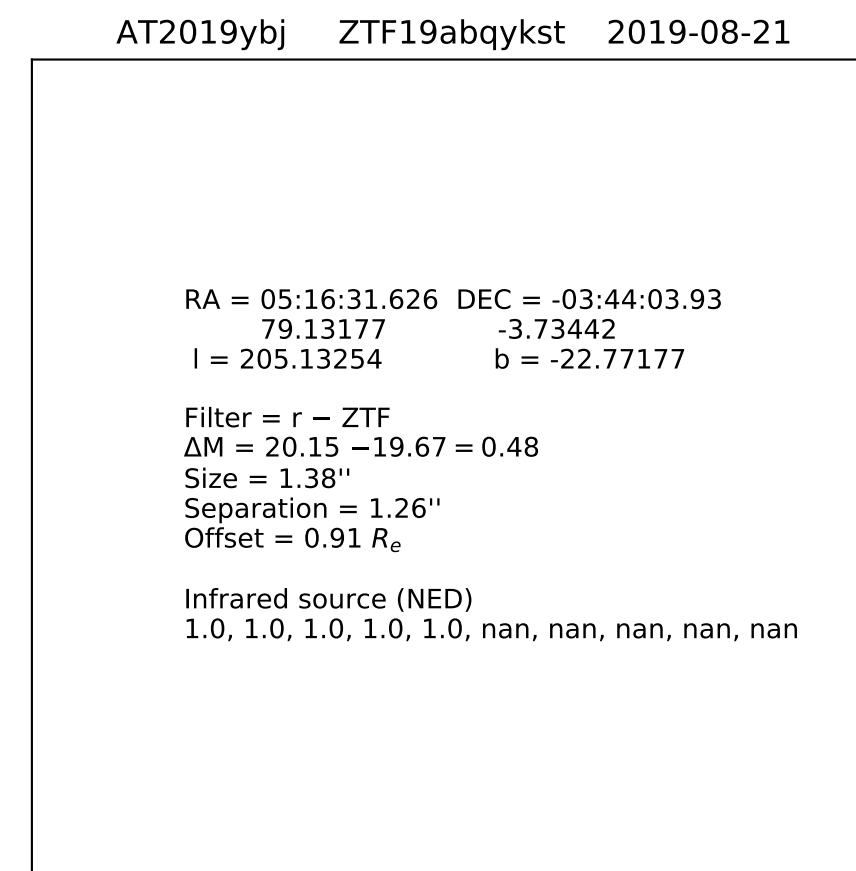 AT2019ybj ZTF19abqykst 2019-08-21
RA = 05:16:31.626 DEC = -03:44:03.93
79.13177 -3.73442
l = 205.13254 b = -22.77177
Filter = r − ZTF
ΔM = 20.15 −19.67 = 0.48
Size = 1.38''
Separation = 1.26''
Offset = 0.91 Re
Infrared source (NED)
1.0, 1.0, 1.0, 1.0, 1.0, nan, nan, nan, nan, nan